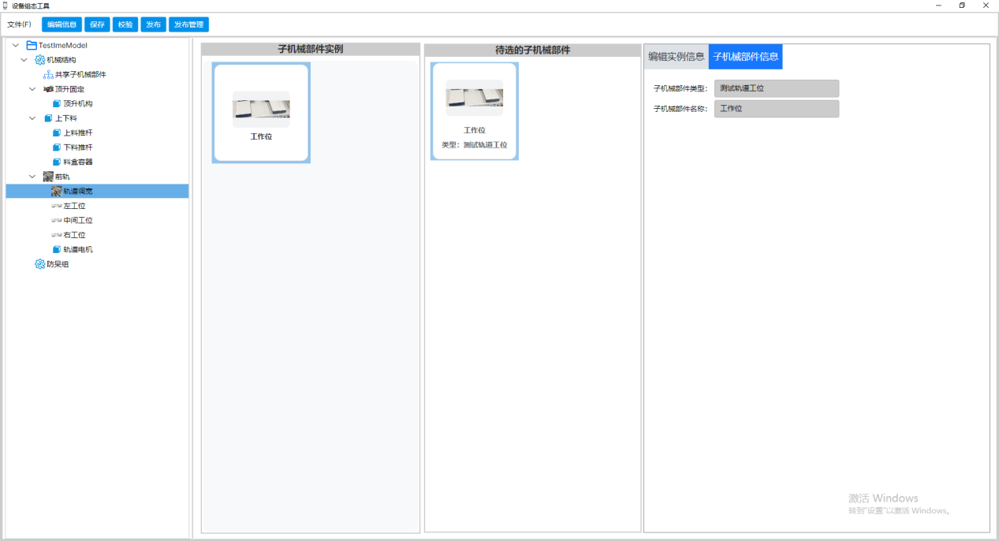 设备组态工具
文件(F) 编辑信息 保存 校验 发布 发布管理
TestImeModel
机械结构
共享子机械部件
顶升固定
顶升机构
上下料
上料推杆
下料推杆
料盒容器
前轨
轨道调宽
左工位
中间工位
右工位
轨道电机
防呆组
子机械部件实例
工作位
待选的子机械部件
工作位
类型：测试轨道工位
编辑实例信息 子机械部件信息
子机械部件类型： 测试轨道工位
子机械部件名称： 工作位
激活 Windows
转到"设置"以激活 Windows。